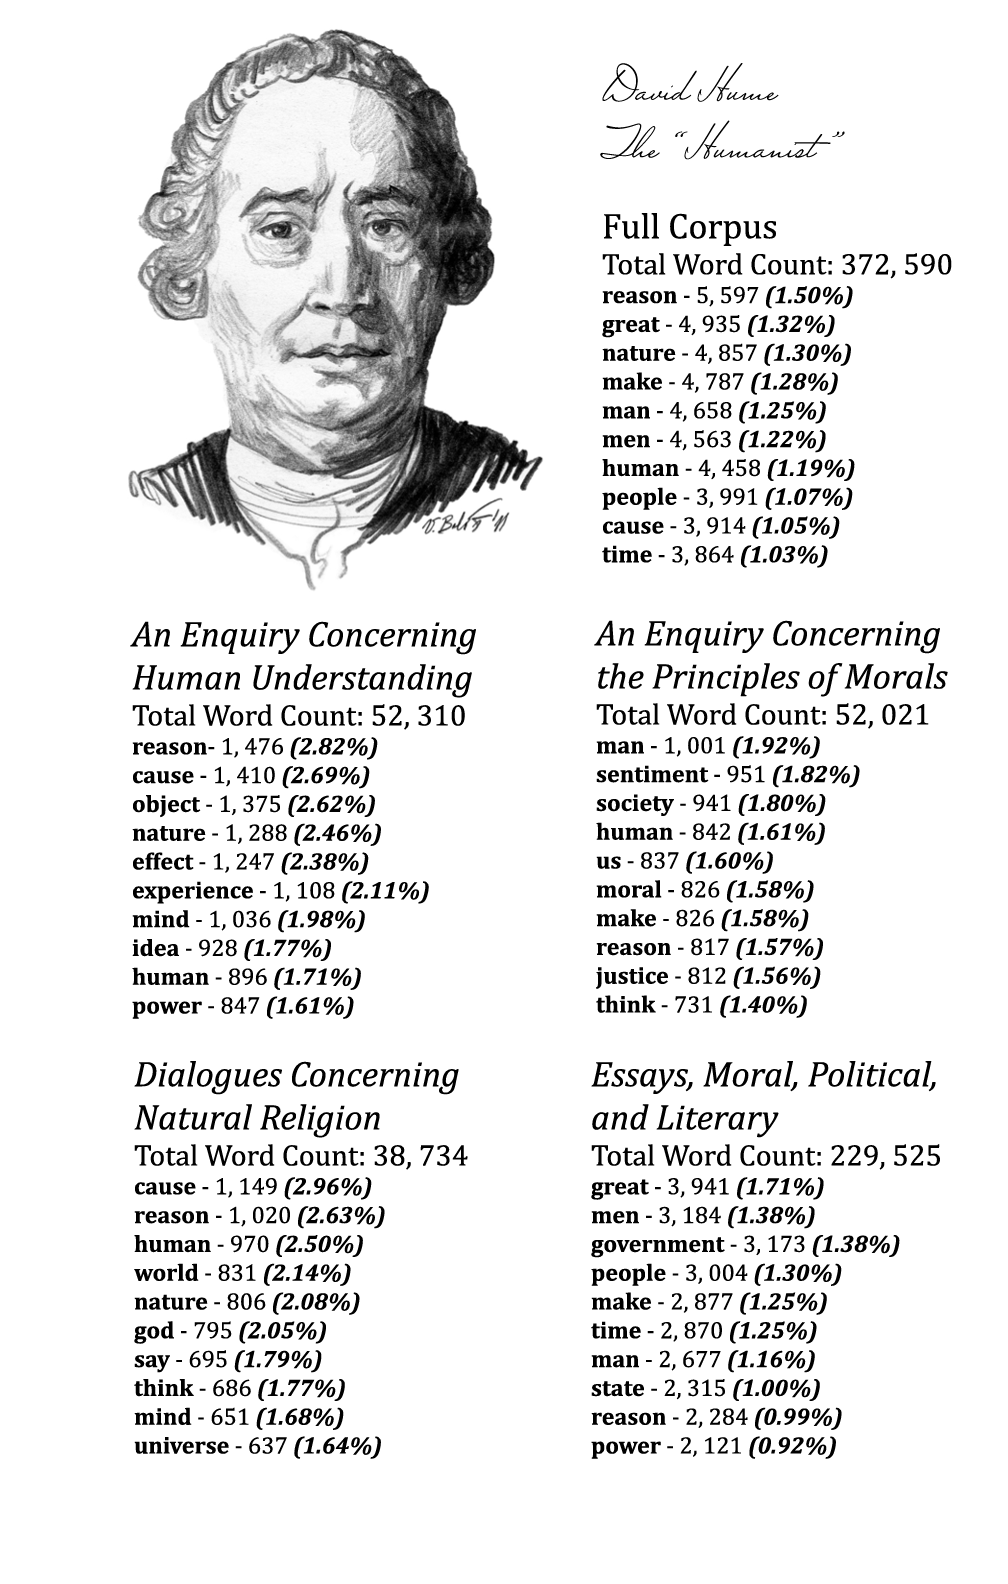 David Hume
The “Humanist”
Full Corpus
Total Word Count: 372, 590
reason - 5, 597 (1.50%)
great - 4, 935 (1.32%)
nature - 4, 857 (1.30%)
make - 4, 787 (1.28%)
man - 4, 658 (1.25%)
men - 4, 563 (1.22%)
human - 4, 458 (1.19%)
people - 3, 991 (1.07%)
cause - 3, 914 (1.05%)
time - 3, 864 (1.03%)
An Enquiry Concerning
Human Understanding
Total Word Count: 52, 310
reason- 1, 476 (2.82%)
cause - 1, 410 (2.69%)
object - 1, 375 (2.62%)
nature - 1, 288 (2.46%)
effect - 1, 247 (2.38%)
experience - 1, 108 (2.11%)
mind - 1, 036 (1.98%)
idea - 928 (1.77%)
human - 896 (1.71%)
power - 847 (1.61%)
An Enquiry Concerning
the Principles of Morals
Total Word Count: 52, 021
man - 1, 001 (1.92%)
sentiment - 951 (1.82%)
society - 941 (1.80%)
human - 842 (1.61%)
us - 837 (1.60%)
moral - 826 (1.58%)
make - 826 (1.58%)
reason - 817 (1.57%)
justice - 812 (1.56%)
think - 731 (1.40%)
Dialogues Concerning
Natural Religion
Total Word Count: 38, 734
cause - 1, 149 (2.96%)
reason - 1, 020 (2.63%)
human - 970 (2.50%)
world - 831 (2.14%)
nature - 806 (2.08%)
god - 795 (2.05%)
say - 695 (1.79%)
think - 686 (1.77%)
mind - 651 (1.68%)
universe - 637 (1.64%)
Essays, Moral, Political,
and Literary
Total Word Count: 229, 525
great - 3, 941 (1.71%)
men - 3, 184 (1.38%)
government - 3, 173 (1.38%)
people - 3, 004 (1.30%)
make - 2, 877 (1.25%)
time - 2, 870 (1.25%)
man - 2, 677 (1.16%)
state - 2, 315 (1.00%)
reason - 2, 284 (0.99%)
power - 2, 121 (0.92%)